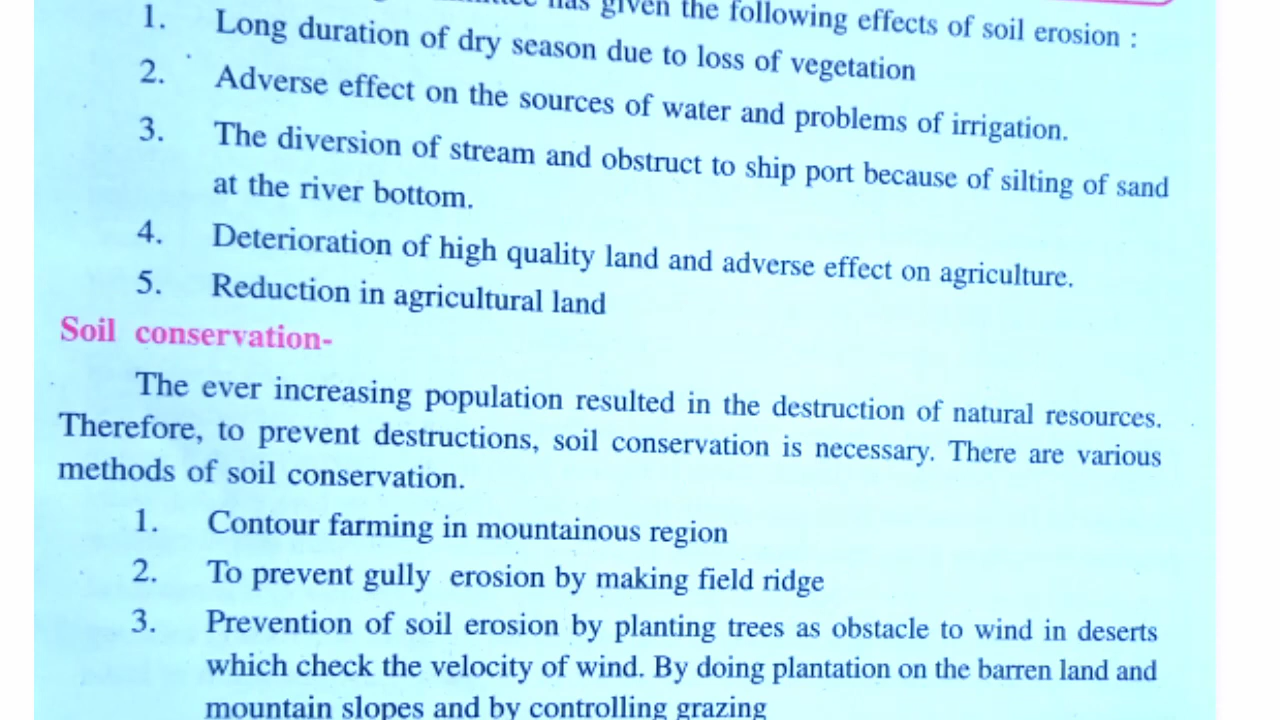 has given the following effects of soil erosion :
1. Long duration of dry season due to loss of vegetation
2. Adverse effect on the sources of water and problems of irrigation.
3. The diversion of stream and obstruct to ship port because of silting of sand
at the river bottom.
4. Deterioration of high quality land and adverse effect on agriculture.
5. Reduction in agricultural land
Soil conservation-
The ever increasing population resulted in the destruction of natural resources.
Therefore, to prevent destructions, soil conservation is necessary. There are various
methods of soil conservation.
1. Contour farming in mountainous region
2. To prevent gully erosion by making field ridge
3. Prevention of soil erosion by planting trees as obstacle to wind in deserts
which check the velocity of wind. By doing plantation on the barren land and
mountain slopes and by controlling grazing